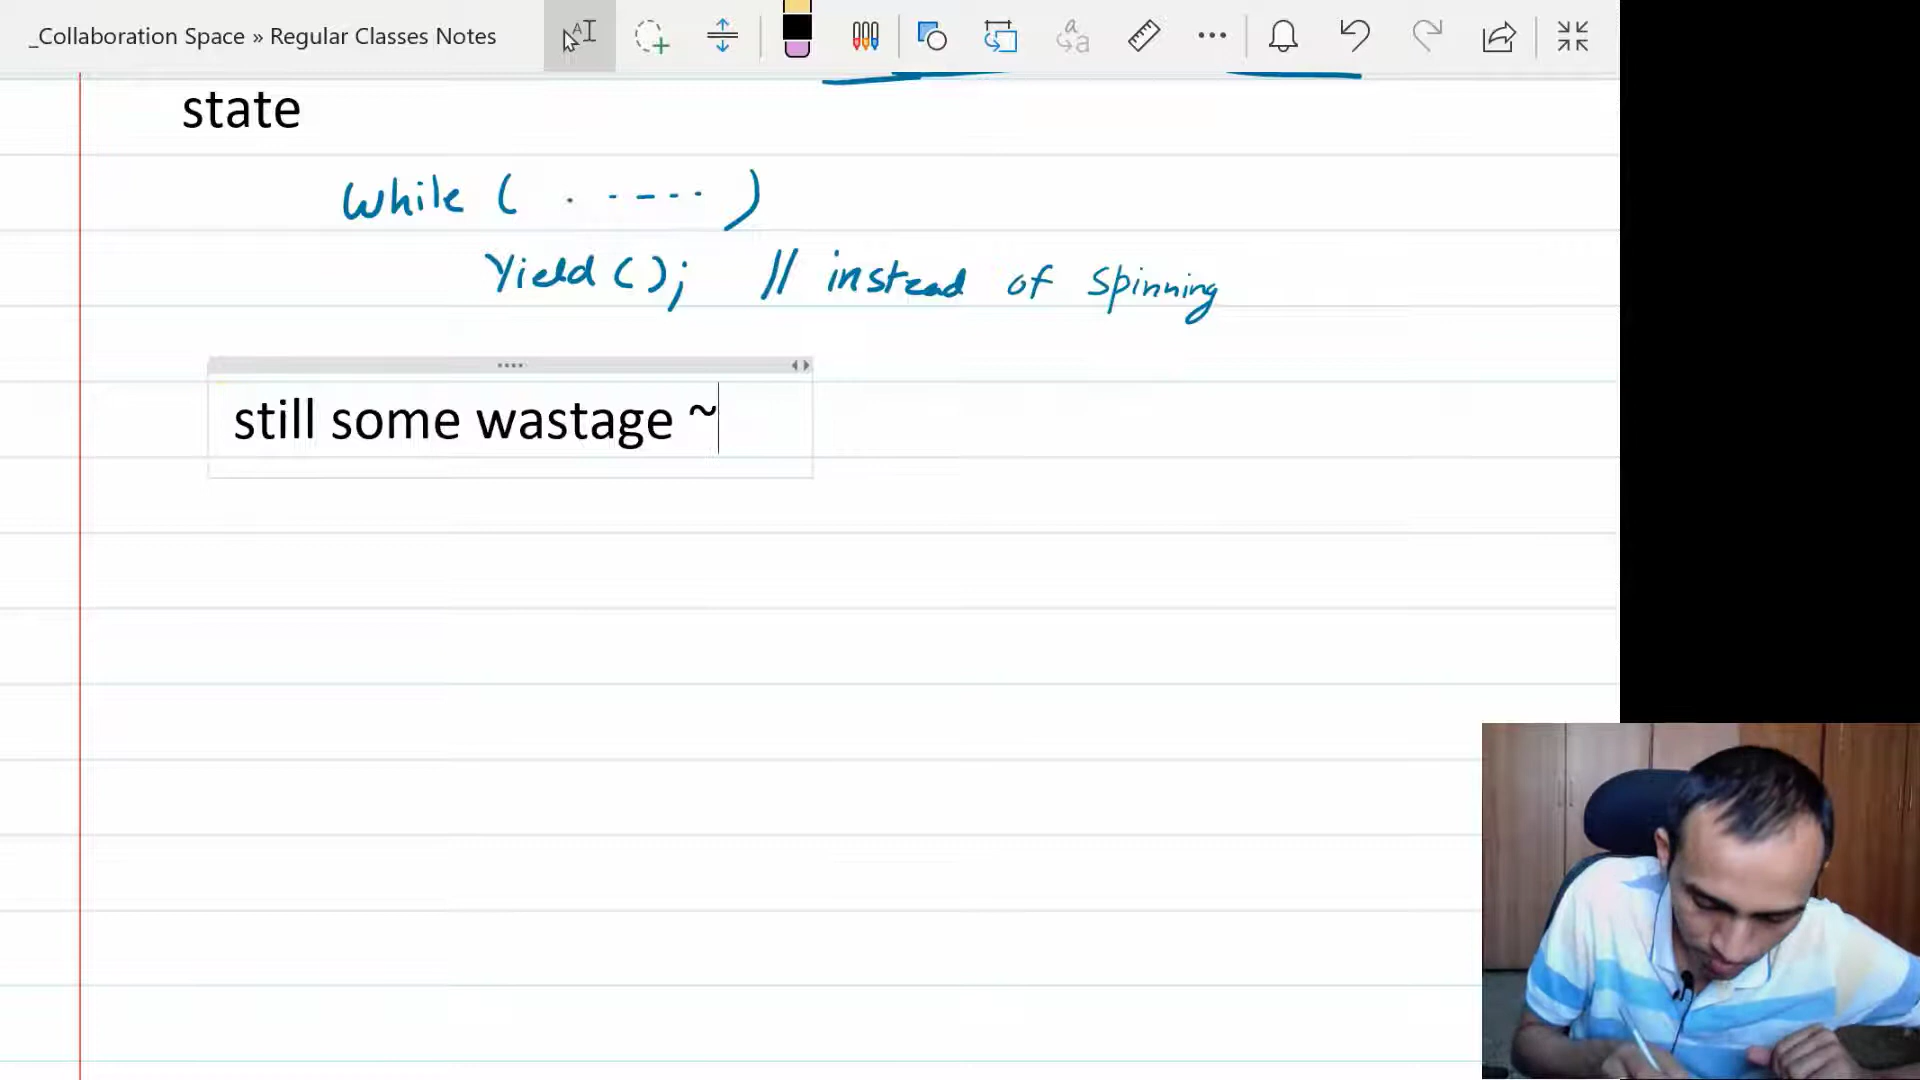 _Collaboration Space » Regular Classes Notes
state
While ( . ----- )
Yield(); // instead of Spinning
still some wastage ~